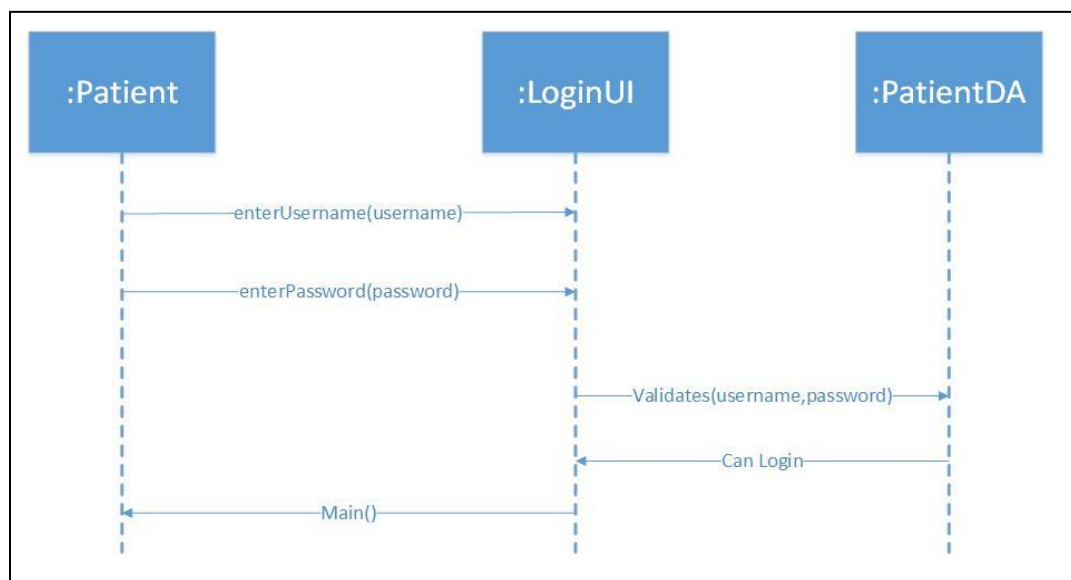 :Patient
:LoginUI
:PatientDA
enterUsername(username)
enterPassword(password)
Validates(username,password)
Can Login
Main()